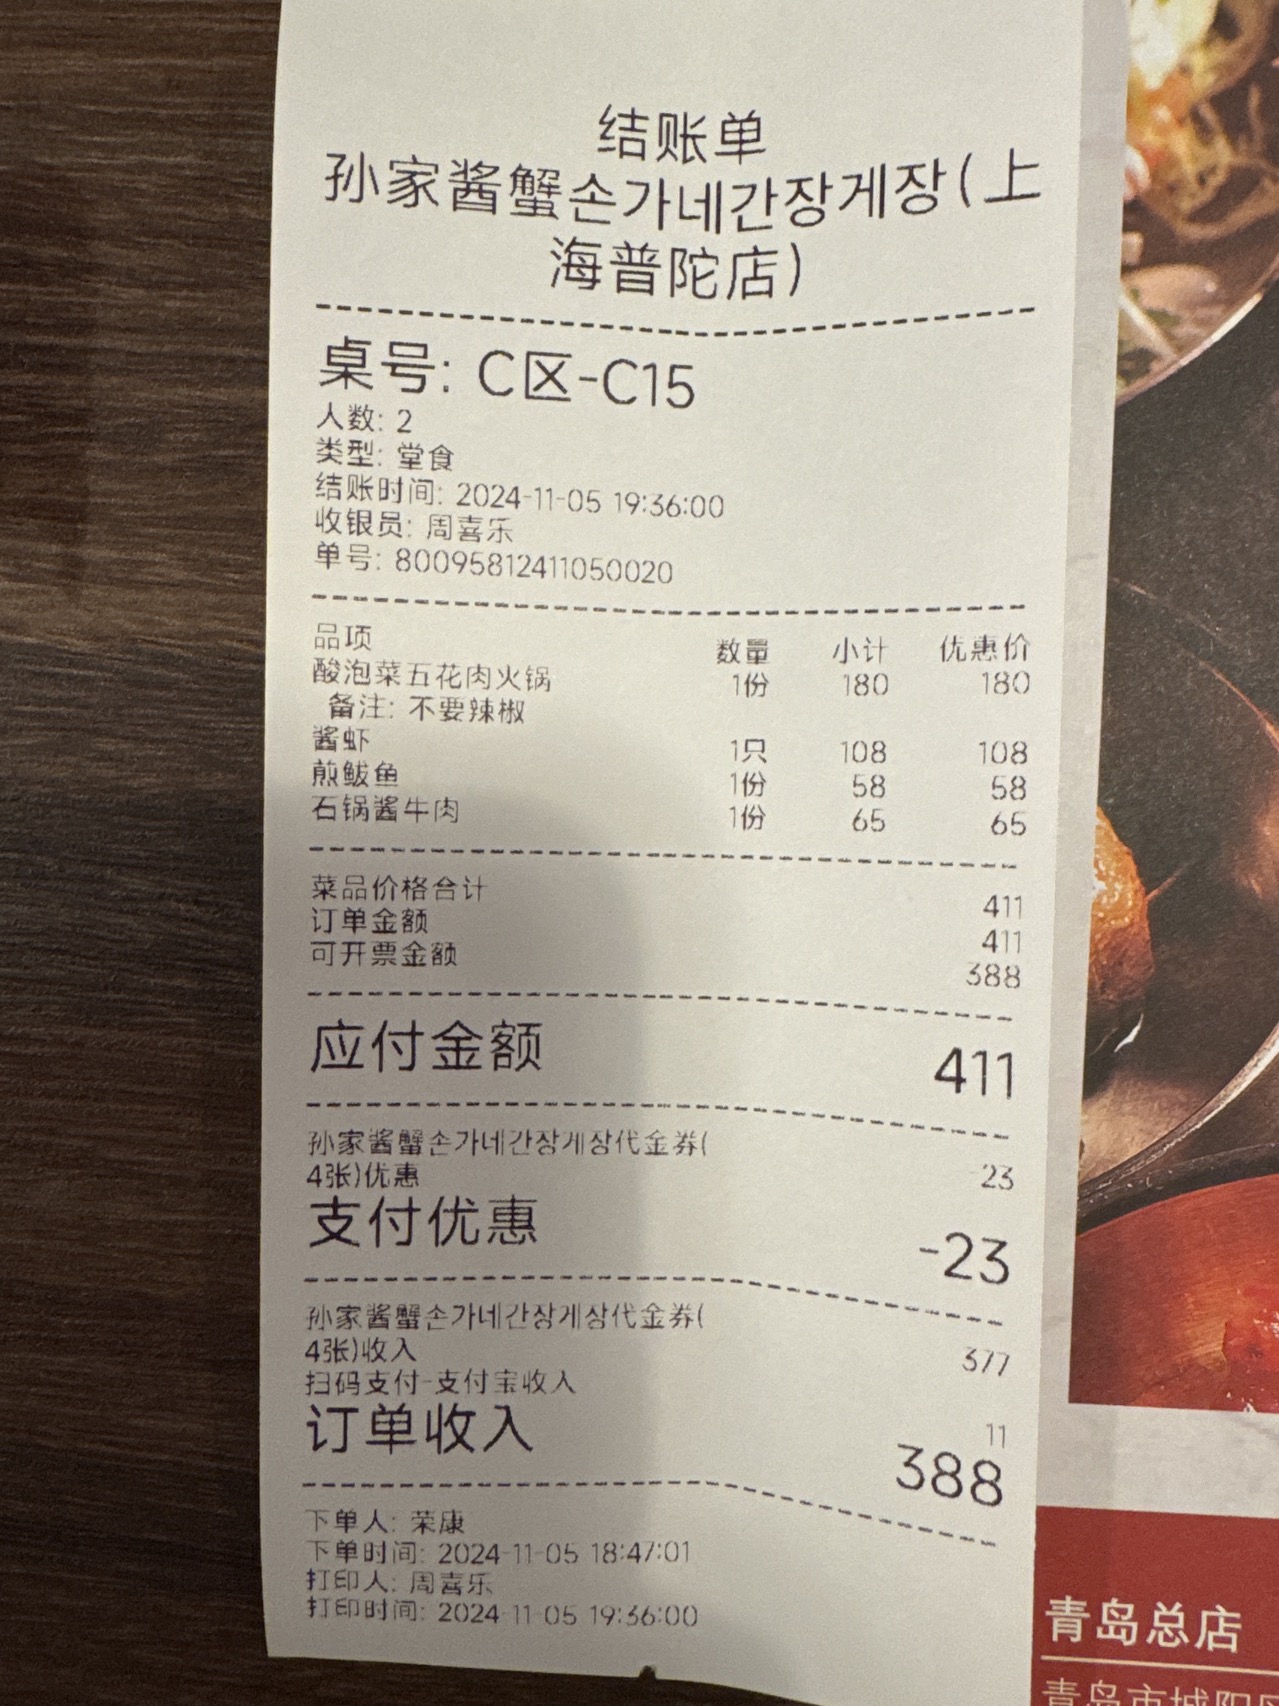 结账单
孙家酱蟹손가네간장게장(上
海普陀店)
桌号: C区-C15
人数: 2
类型: 堂食
结账时间: 2024-11-05 19:36:00
收银员: 周喜乐
单号: 80095812411050020
品项 数量 小计 优惠价
酸泡菜五花肉火锅 1份 180 180
备注: 不要辣椒
酱虾 1只 108 108
煎鲅鱼 1份 58 58
石锅酱牛肉 1份 65 65
菜品价格合计 411
订单金额 411
可开票金额 388
应付金额 411
孙家酱蟹손가네간장게장代金券(
4张)优惠 -23
支付优惠 -23
孙家酱蟹손가네간장게장代金券(
4张)收入 377
扫码支付-支付宝收入 11
订单收入 388
下单人: 荣康
下单时间: 2024-11-05 18:47:01
打印人: 周喜乐
打印时间: 2024-11-05 19:36:00
青岛总店
青岛市城阳